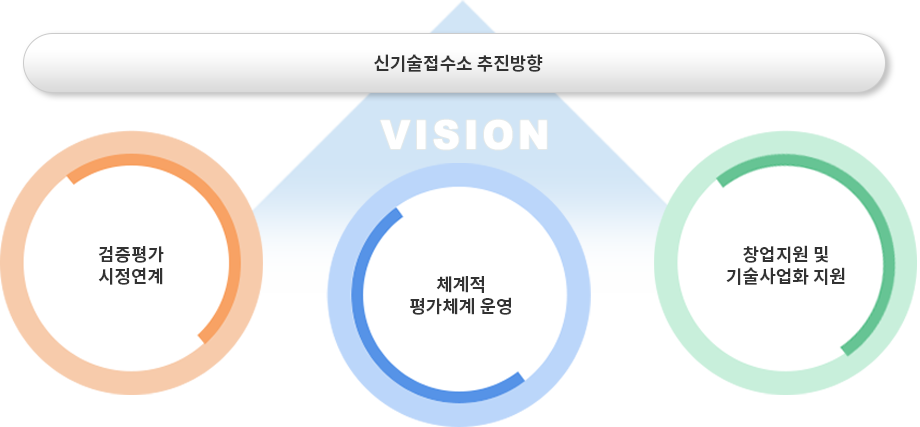 신기술접수소 추진방향
VISION
검증평가
시정연계
체계적
평가체계 운영
창업지원 및
기술사업화 지원